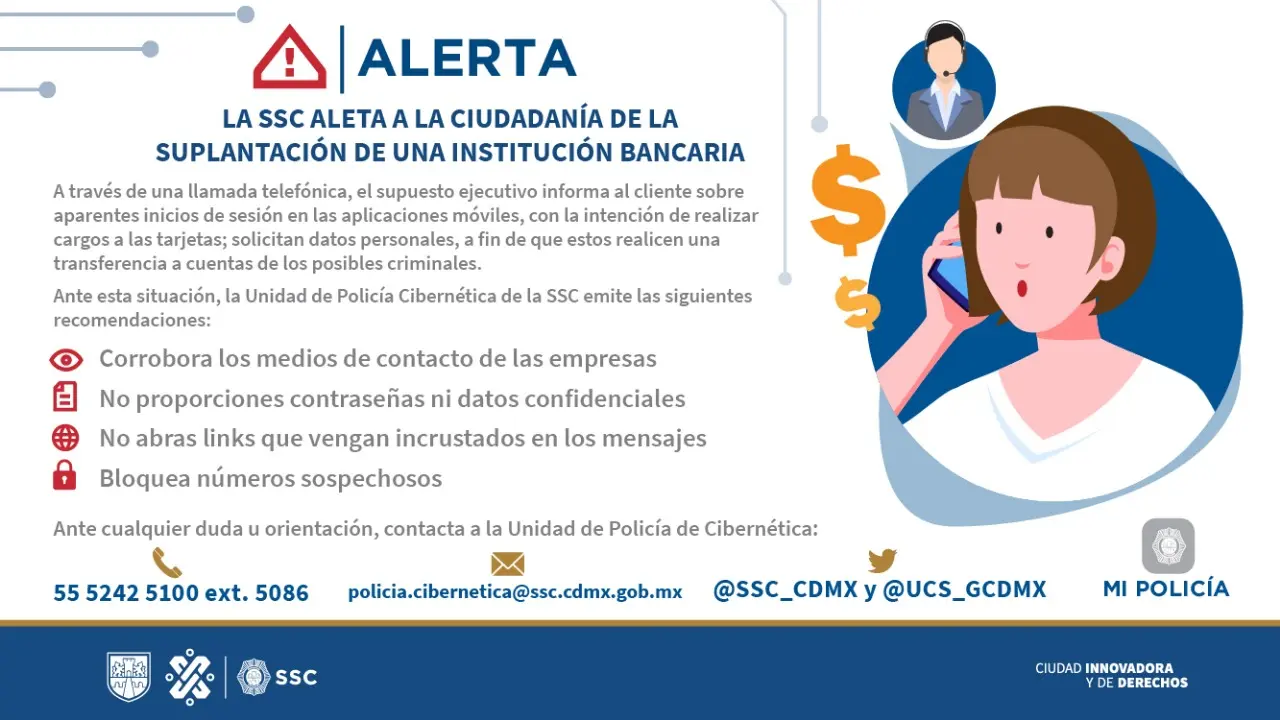 ALERTA
LA SSC ALETA A LA CIUDADANÍA DE LA
SUPLANTACIÓN DE UNA INSTITUCIÓN BANCARIA
A través de una llamada telefónica, el supuesto ejecutivo informa al cliente sobre
aparentes inicios de sesión en las aplicaciones móviles, con la intención de realizar
cargos a las tarjetas; solicitan datos personales, a fin de que estos realicen una
transferencia a cuentas de los posibles criminales.
Ante esta situación, la Unidad de Policía Cibernética de la SSC emite las siguientes
recomendaciones:
Corrobora los medios de contacto de las empresas
No proporciones contraseñas ni datos confidenciales
No abras links que vengan incrustados en los mensajes
Bloquea números sospechosos
Ante cualquier duda u orientación, contacta a la Unidad de Policía de Cibernética:
55 5242 5100 ext. 5086
policia.cibernetica@ssc.cdmx.gob.mx
@SSC_CDMX y @UCS_GCDMX
MI POLICÍA
SSC
CIUDAD INNOVADORA
Y DE DERECHOS